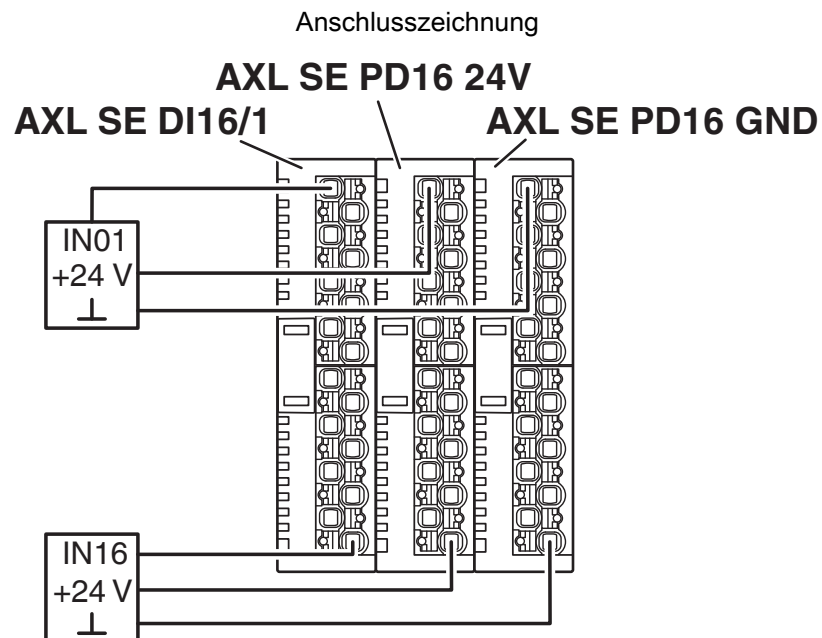 Anschlusszeichnung
AXL SE PD16 24V
AXL SE DI16/1
AXL SE PD16 GND
IN01
+24 V
IN16
+24 V